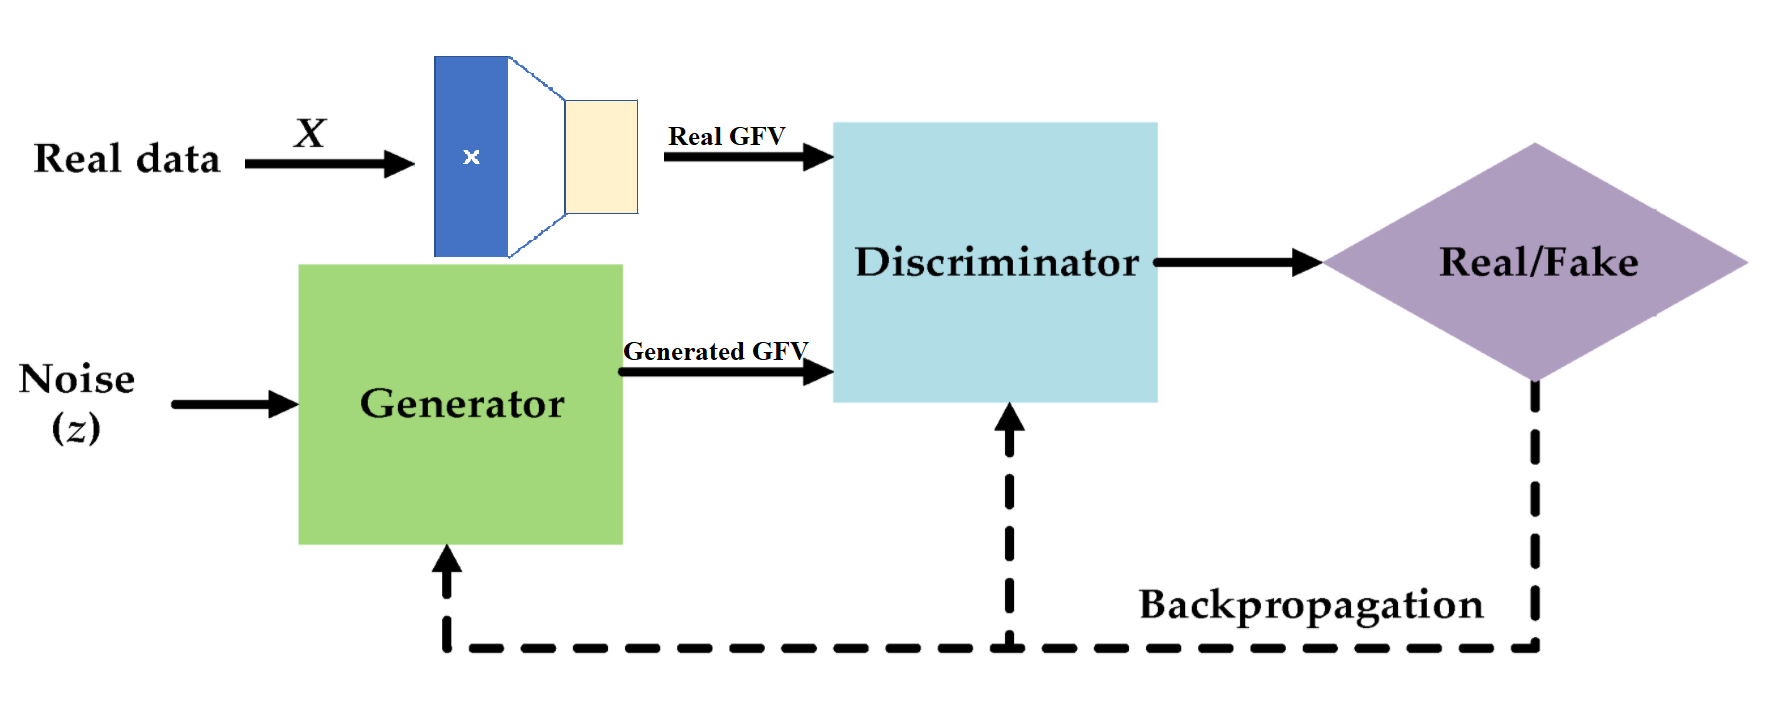 Real data
X
x
Real GFV
Discriminator
Real/Fake
Noise
(z)
Generator
Generated GFV
Backpropagation